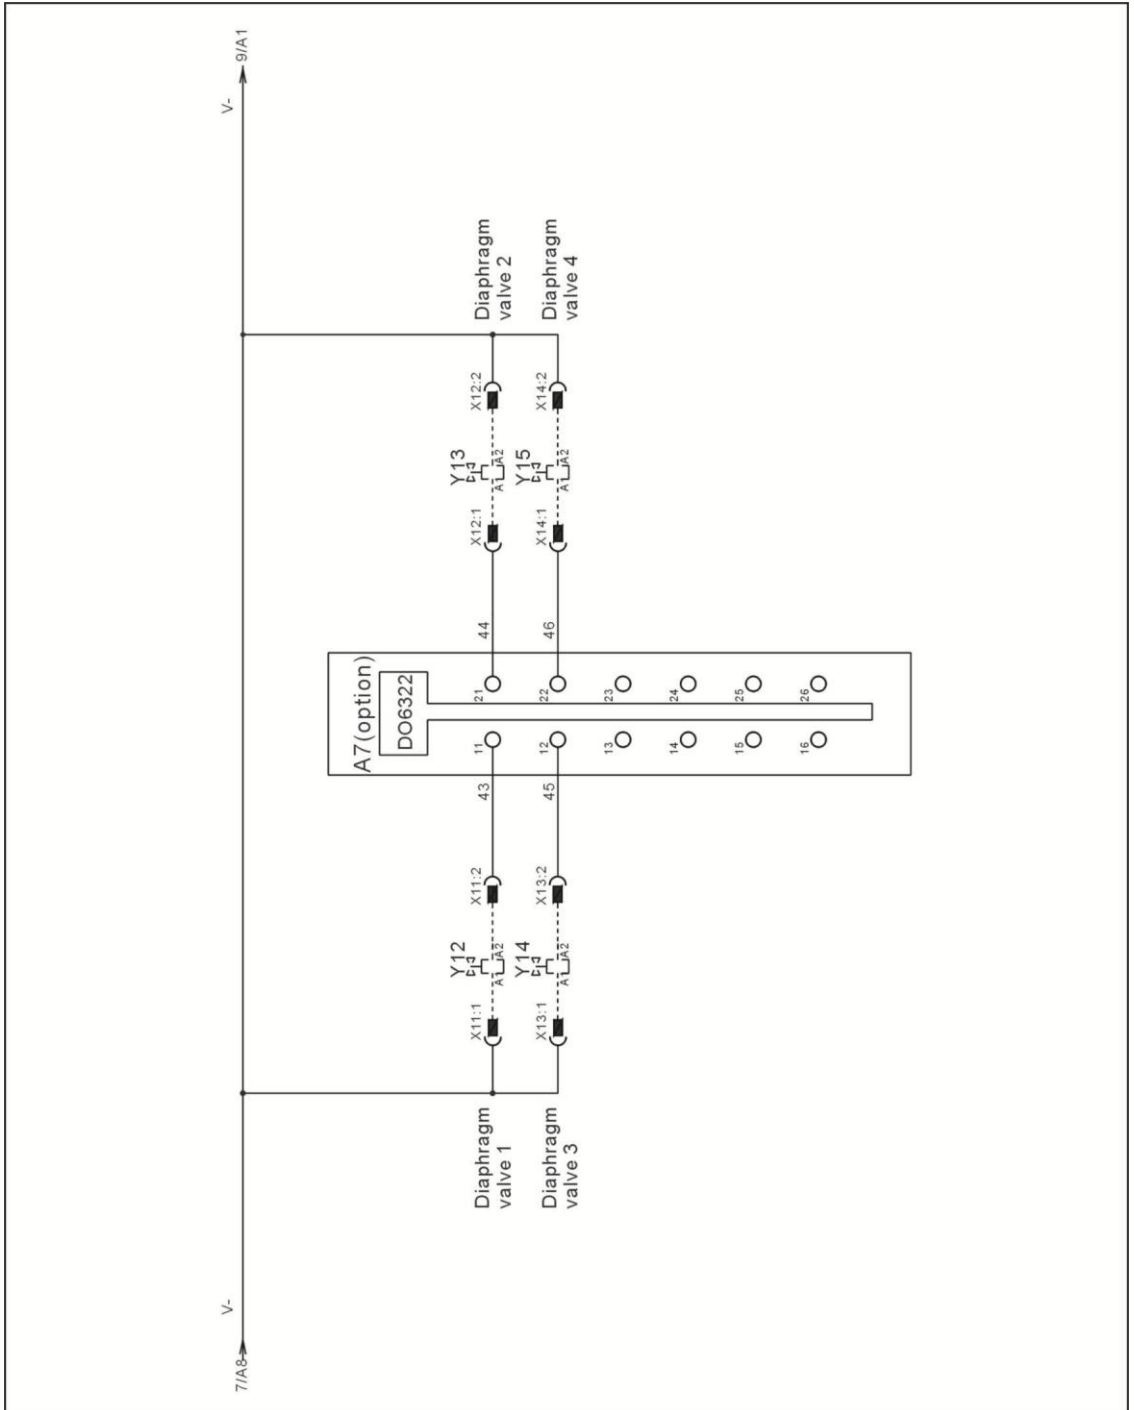 V-
V-
7/A8
9/A1
A7(option)
DO6322
Y12
Y13
X11:1
X11:2
43
11
21
44
X12:1
X12:2
Diaphragm
valve 1
A1
A2
A1
A2
Diaphragm
valve 2
Y14
Y15
X13:1
X13:2
45
12
22
46
X14:1
X14:2
Diaphragm
valve 3
A1
A2
A1
A2
Diaphragm
valve 4
13
23
14
24
15
25
16
26